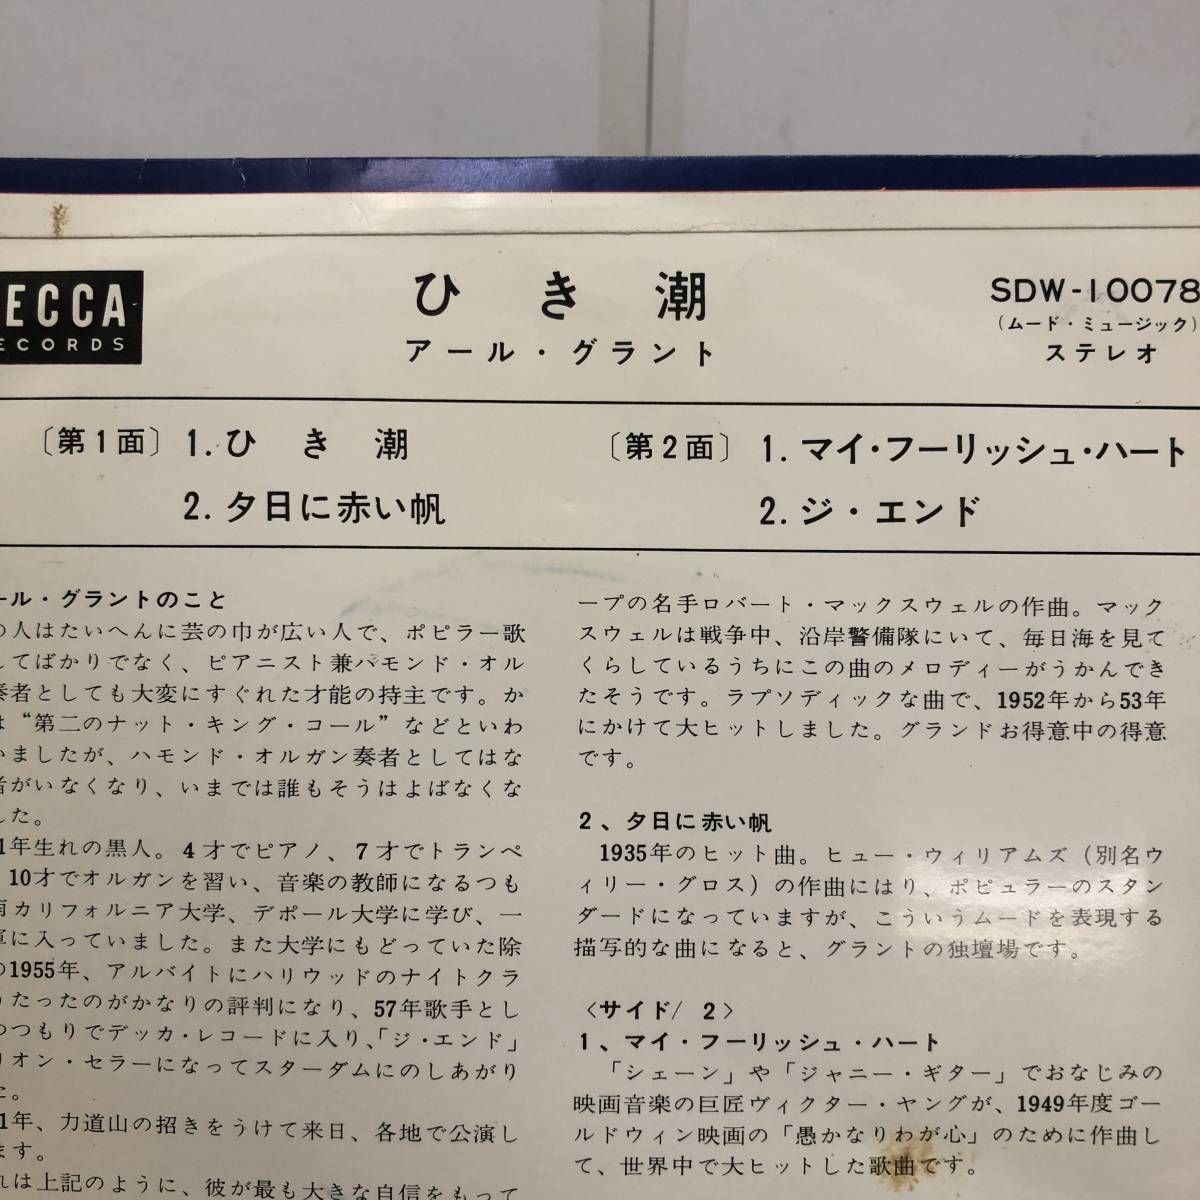 DECCA
RECORDS
ひき潮
アール・グラント
SDW-10078
(ムード・ミュージック)
ステレオ
〔第1面〕 1. ひき潮
2. 夕日に赤い帆
〔第2面〕 1. マイ・フーリッシュ・ハート
2. ジ・エンド
ール・グラントのこと
の人はたいへんに芸の巾が広い人で、ポピラー歌
してばかりでなく、ピアニスト兼ハモンド・オル
奏者としても大変にすぐれた才能の持主です。か
は“第二のナット・キング・コール”などといわ
いましたが、ハモンド・オルガン奏者としてはな
者がいなくなり、いまでは誰もそうはよばなくな
した。
1年生れの黒人。4才でピアノ、7才でトランペ
10才でオルガンを習い、音楽の教師になるつも
南カリフォルニア大学、デポール大学に学び、一
軍に入っていました。また大学にもどっていた除
の1955年、アルバイトにハリウッドのナイトクラ
うたったのがかなりの評判になり、57年歌手とし
のつもりでデッカ・レコードに入り、「ジ・エンド」
リオン・セラーになってスターダムにのしあがり
た。
1年、力道山の招きをうけて来日、各地で公演し
ます。
れは上記のように、彼が最も大きな自信をもって
ープの名手ロバート・マックスウェルの作曲。マック
スウェルは戦争中、沿岸警備隊にいて、毎日海を見て
くらしているうちにこの曲のメロディーがうかんでき
たそうです。ラプソディックな曲で、1952年から53年
にかけて大ヒットしました。グランドお得意中の得意
です。
2、夕日に赤い帆
1935年のヒット曲。ヒュー・ウィリアムズ(別名ウ
ィリー・グロス)の作曲にはり、ポピュラーのスタン
ダードになっていますが、こういうムードを表現する
描写的な曲になると、グラントの独壇場です。
〈サイド/ 2〉
1、マイ・フーリッシュ・ハート
「シェーン」や「ジャニー・ギター」でおなじみの
映画音楽の巨匠ヴィクター・ヤングが、1949年度ゴー
ルドウィン映画の「愚かなりわが心」のために作曲し
て、世界中で大ヒットした歌曲です。